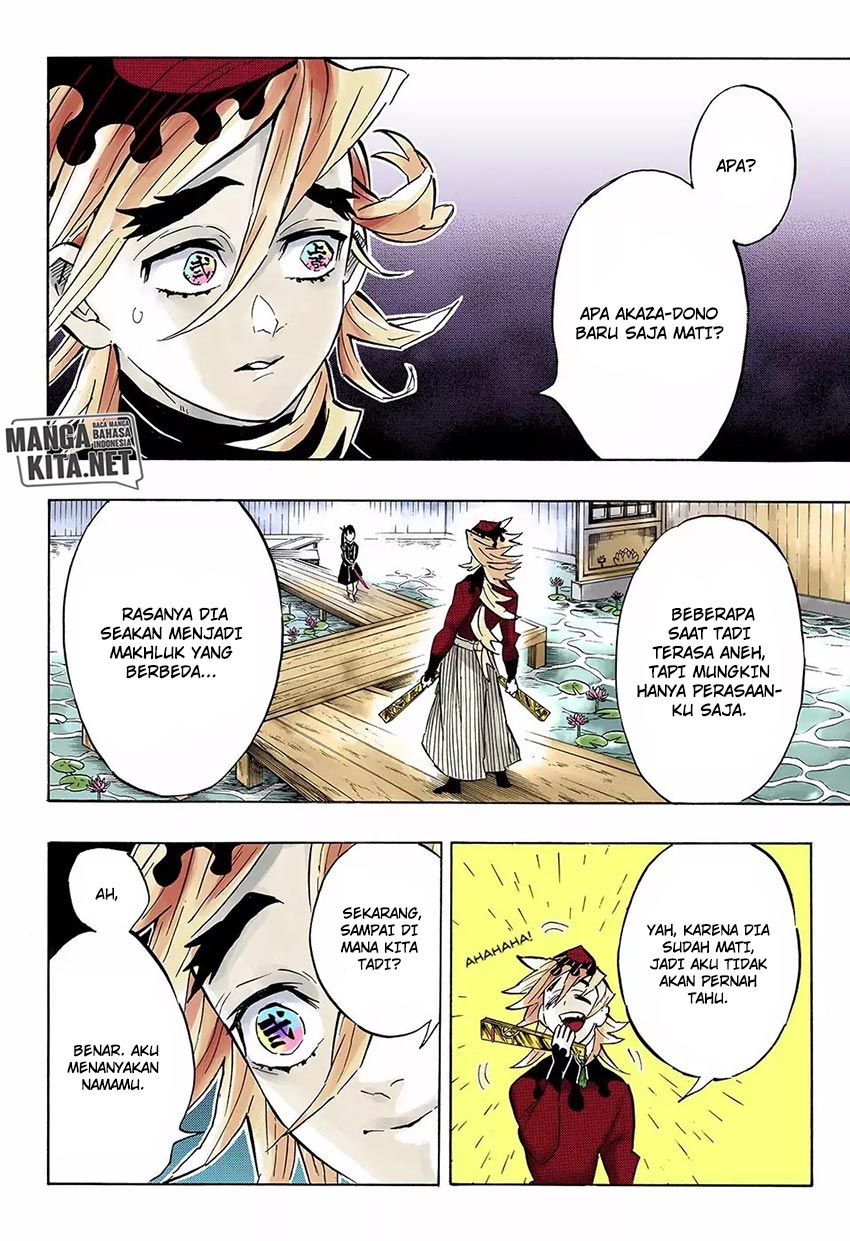 APA?
APA AKAZA-DONO
BARU SAJA MATI?
MANGA
KITA.NET
BACA MANGA
BAHASA
INDONESIA
BEBERAPA
SAAT TADI
TERASA ANEH,
TAPI MUNGKIN
HANYA PERASAAN-
KU SAJA.
RASANYA DIA
SEAKAN MENJADI
MAKHLUK YANG
BERBEDA...
YAH, KARENA DIA
SUDAH MATI,
JADI AKU TIDAK
AKAN PERNAH
TAHU.
AHAHAHA!
SEKARANG,
SAMPAI DI
MANA KITA
TADI?
AH,
BENAR. AKU
MENANYAKAN
NAMAMU.